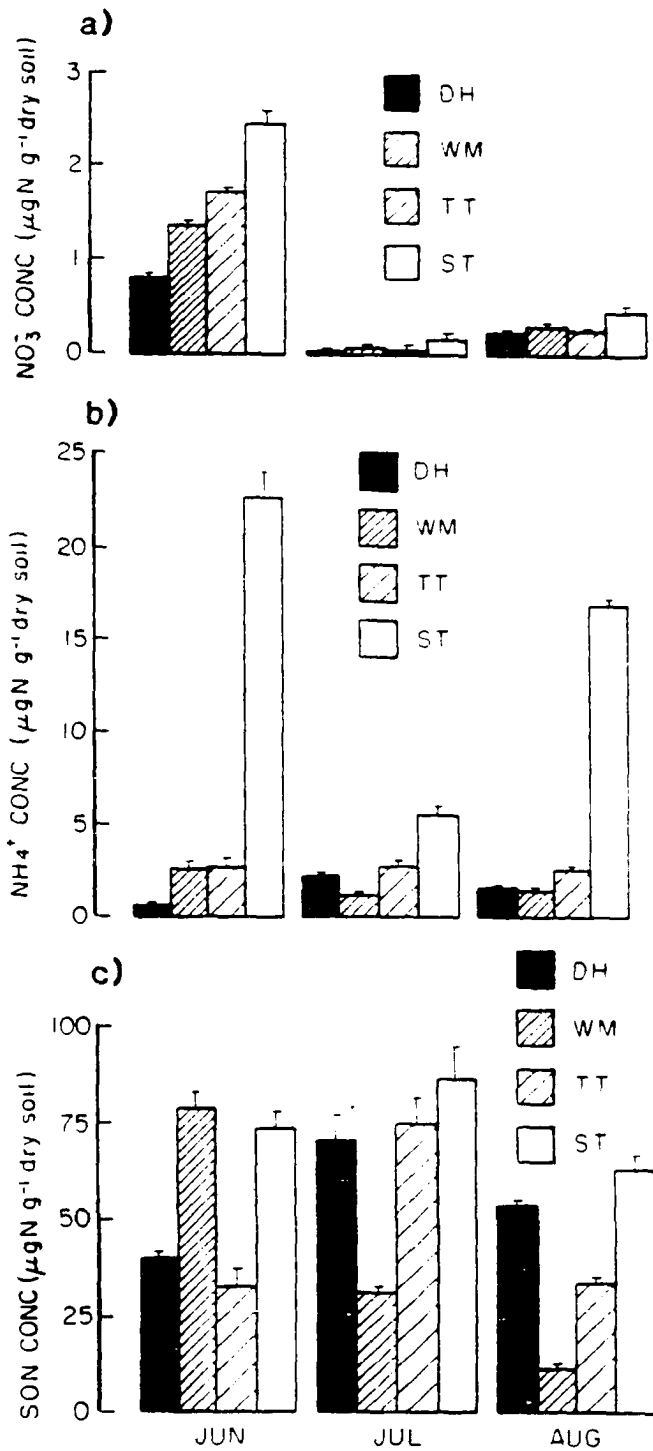 a)
NO₃⁻ CONC (µgN g⁻¹ dry soil)
3
2
1
0
DH
WM
TT
ST
b)
NH₄⁺ CONC (µgN g⁻¹ dry soil)
25
20
15
10
5
0
DH
WM
TT
ST
c)
SON CONC (µgN g⁻¹ dry soil)
100
75
50
25
0
DH
WM
TT
ST
JUN JUL AUG